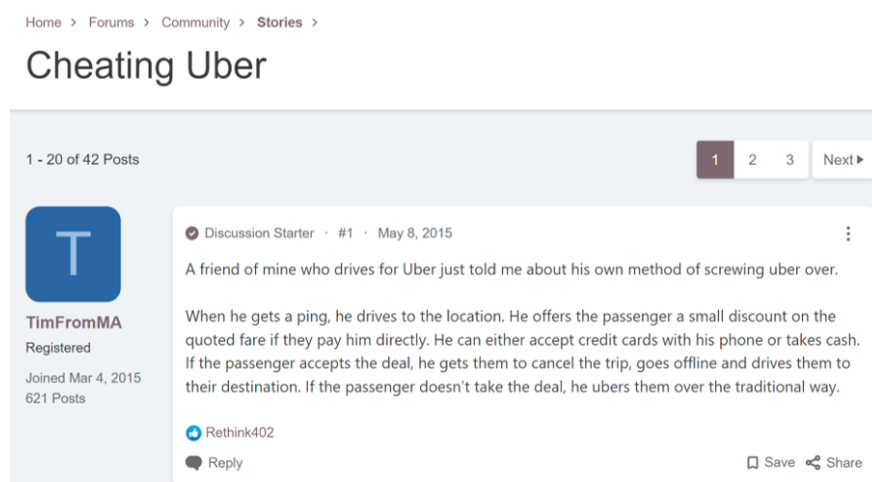 Home > Forums > Community > Stories >
Cheating Uber
1 - 20 of 42 Posts
1 2 3 Next
T
TimFromMA
Registered
Joined Mar 4, 2015
621 Posts
Discussion Starter · #1 · May 8, 2015
A friend of mine who drives for Uber just told me about his own method of screwing uber over.
When he gets a ping, he drives to the location. He offers the passenger a small discount on the
quoted fare if they pay him directly. He can either accept credit cards with his phone or takes cash.
If the passenger accepts the deal, he gets them to cancel the trip, goes offline and drives them to
their destination. If the passenger doesn't take the deal, he ubers them over the traditional way.
Rethink402
Reply
Save Share